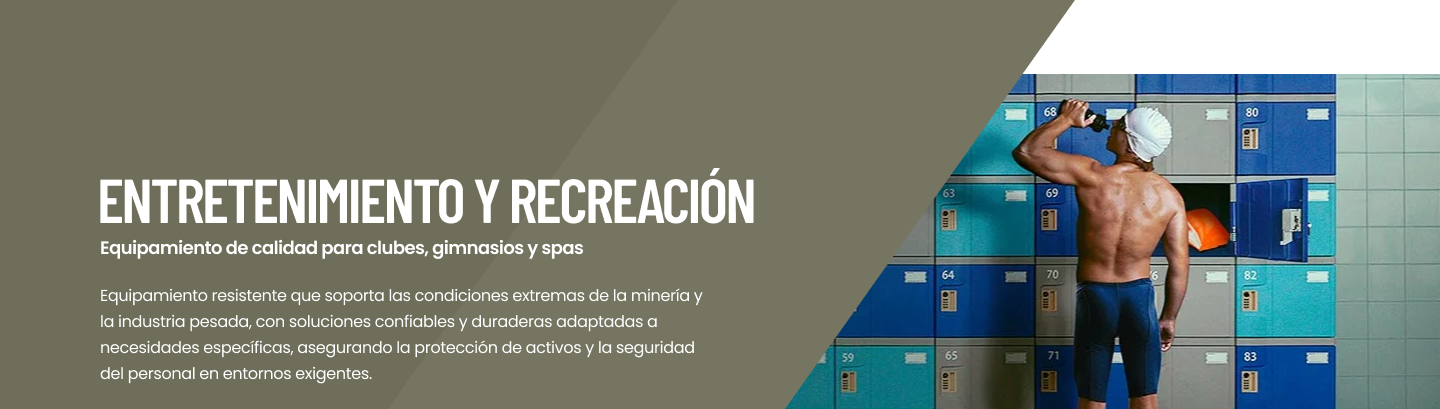 ENTRETENIMIENTO Y RECREACIÓN
Equipamiento de calidad para clubes, gimnasios y spas
Equipamiento resistente que soporta las condiciones extremas de la minería y
la industria pesada, con soluciones confiables y duraderas adaptadas a
necesidades específicas, asegurando la protección de activos y la seguridad
del personal en entornos exigentes.
68
80
63
69
64
70
82
59
65
71
83